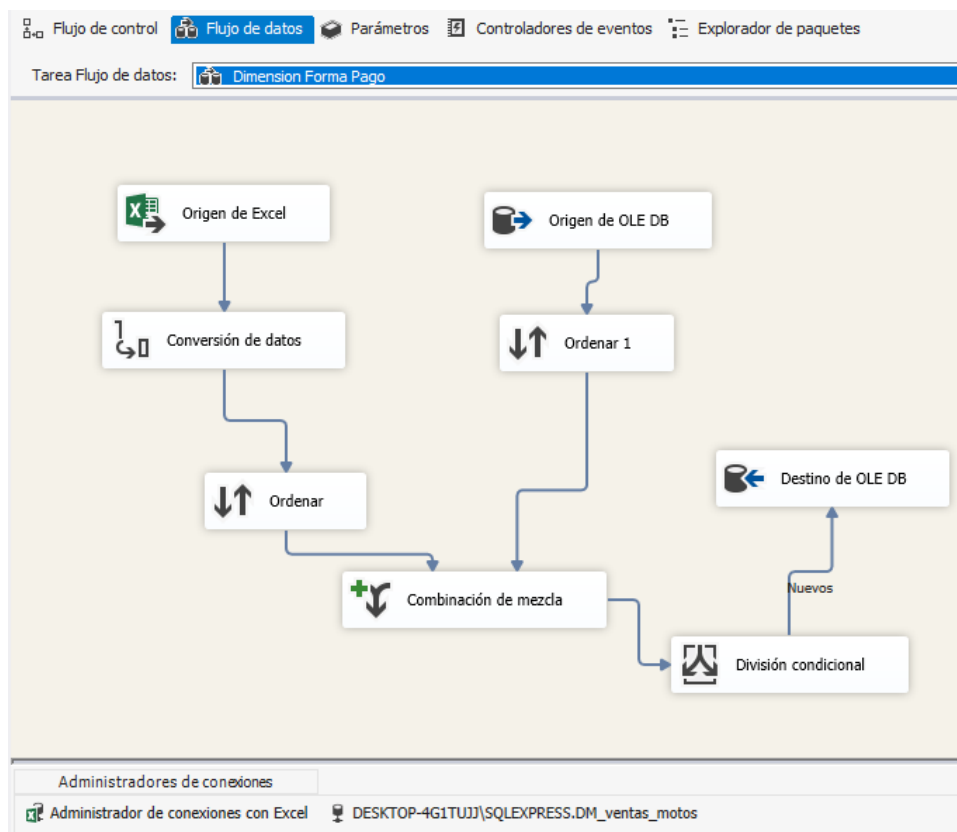 Flujo de control Flujo de datos Parámetros Controladores de eventos Explorador de paquetes
Tarea Flujo de datos: Dimension Forma Pago
Origen de Excel
Origen de OLE DB
Conversión de datos
Ordenar 1
Destino de OLE DB
Ordenar
Nuevos
Combinación de mezcla
División condicional
Administradores de conexiones
Administrador de conexiones con Excel DESKTOP-4G1TUJJ\SQLEXPRESS.DM_ventas_motos